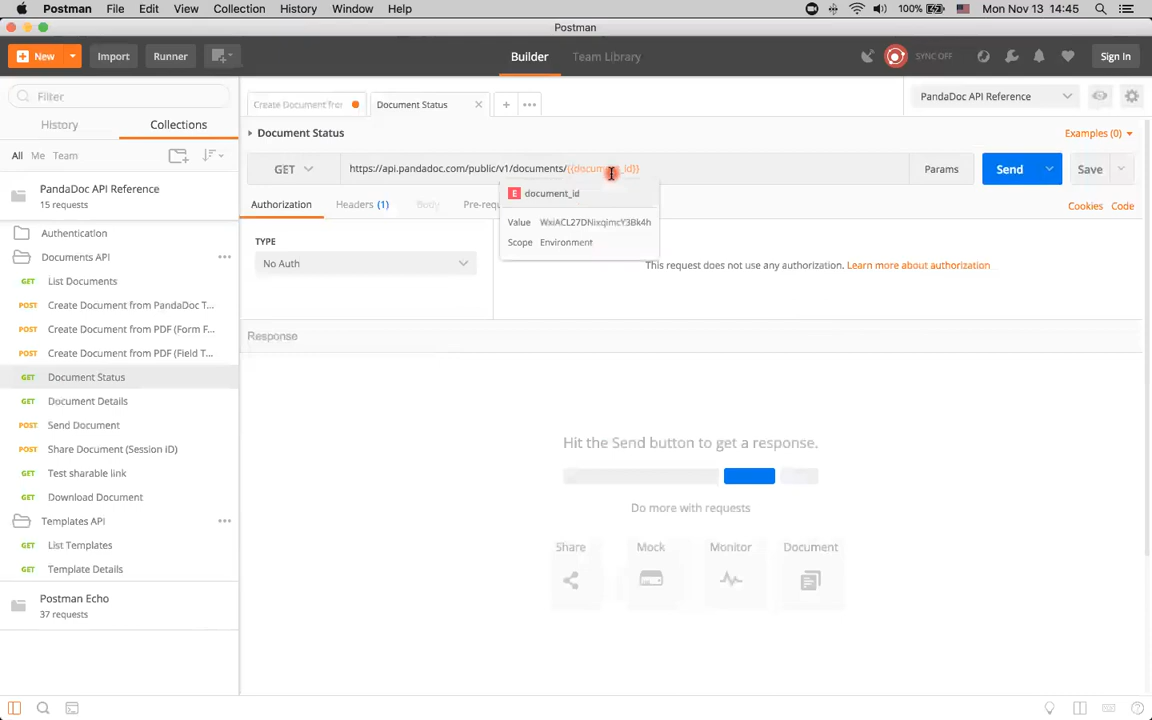 Postman File Edit View Collection History Window Help 100% Mon Nov 13 14:45
Postman
New Import Runner Builder Team Library SYNC OFF Sign In
Filter
History Collections
All Me Team
PandaDoc API Reference
15 requests
Authentication
Documents API
GET List Documents
POST Create Document from PandaDoc T...
POST Create Document from PDF (Form F...
POST Create Document from PDF (Field T...
GET Document Status
GET Document Details
GET Send Document
POST Share Document (Session ID)
GET Test sharable link
GET Download Document
Templates API
GET List Templates
GET Template Details
Postman Echo
37 requests
Create Document fro Document Status
PandaDoc API Reference
Document Status
Examples (0)
GET https://api.pandadoc.com/public/v1/documents/{{document_id}} Params Send Save
document_id
Value WxiACL27DNixqimcY3Bk4h
Scope Environment
Authorization Headers (1) Body Pre-requ Cookies Code
TYPE
No Auth
This request does not use any authorization. Learn more about authorization
Response
Hit the Send button to get a response.
Do more with requests
Share Mock Monitor Document